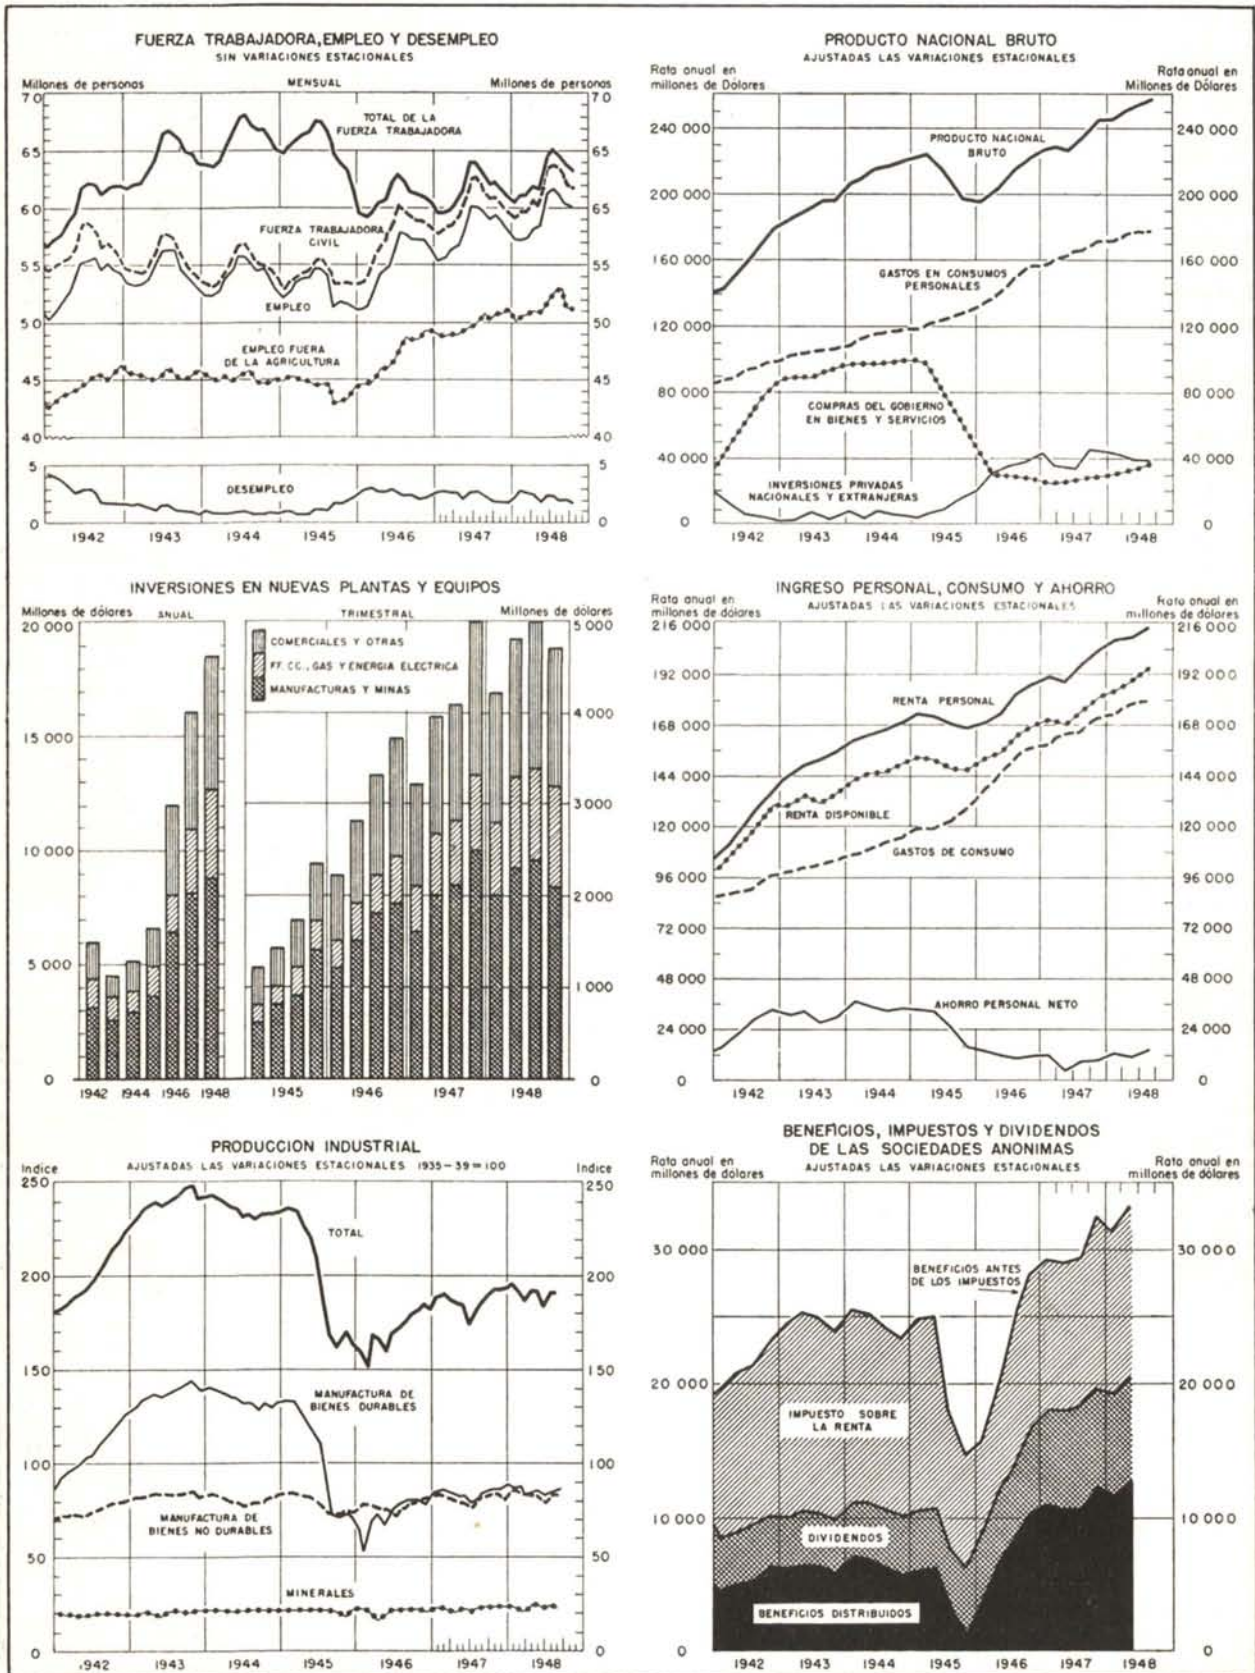 FUERZA TRABAJADORA, EMPLEO Y DESEMPLEO
SIN VARIACIONES ESTACIONALES
Millones de personas
MENSUAL
Millones de personas
70
70
TOTAL DE LA
FUERZA TRABAJADORA
65
65
60
65
FUERZA TRABAJADORA
CIVIL
55
55
EMPLEO
50
50
EMPLEO FUERA
DE LA AGRICULTURA
45
45
40
40
5
5
DESEMPLEO
0
0
1942 1943 1944 1945 1946 1947 1948
PRODUCTO NACIONAL BRUTO
AJUSTADAS LAS VARIACIONES ESTACIONALES
Rata anual en
millones de Dólares
Rata anual en
Millones de Dólares
240 000
240 000
PRODUCTO NACIONAL
BRUTO
200 000
200 000
160 000
160 000
GASTOS EN CONSUMOS
PERSONALES
120 000
120 000
80 000
80 000
COMPRAS DEL GOBIERNO
EN BIENES Y SERVICIOS
40 000
40 000
INVERSIONES PRIVADAS
NACIONALES Y EXTRANJERAS
0
0
1942 1943 1944 1945 1946 1947 1948
INVERSIONES EN NUEVAS PLANTAS Y EQUIPOS
Millones de dólares
ANUAL
TRIMESTRAL
Millones de dólares
20 000
5 000
COMERCIALES Y OTRAS
FF. CC., GAS Y ENERGIA ELECTRICA
MANUFACTURAS Y MINAS
4 000
15 000
3 000
10 000
2 000
5 000
1 000
0
0
1942 1944 1946 1948
1945 1946 1947 1948
INGRESO PERSONAL, CONSUMO Y AHORRO
AJUSTADAS LAS VARIACIONES ESTACIONALES
Rata anual en
millones de dólares
Rata anual en
millones de dólares
216 000
216 000
192 000
192 000
RENTA PERSONAL
168 000
168 000
144 000
144 000
RENTA DISPONIBLE
120 000
120 000
GASTOS DE CONSUMO
96 000
96 000
72 000
72 000
48 000
48 000
AHORRO PERSONAL NETO
24 000
24 000
0
0
1942 1943 1944 1945 1946 1947 1948
PRODUCCION INDUSTRIAL
AJUSTADAS LAS VARIACIONES ESTACIONALES 1935-39=100
Indice
Indice
250
250
TOTAL
200
200
150
150
MANUFACTURA DE
BIENES DURABLES
100
100
MANUFACTURA DE
BIENES NO DURABLES
50
50
MINERALES
0
0
1942 1943 1944 1945 1946 1947 1948
BENEFICIOS, IMPUESTOS Y DIVIDENDOS
DE LAS SOCIEDADES ANONIMAS
AJUSTADAS LAS VARIACIONES ESTACIONALES
Rata anual en
millones de dólares
Rata anual en
millones de dólares
30 000
30 000
BENEFICIOS ANTES
DE LOS IMPUESTOS
20 000
20 000
IMPUESTO SOBRE
LA RENTA
10 000
10 000
DIVIDENDOS
BENEFICIOS DISTRIBUIDOS
0
0
1942 1943 1944 1945 1946 1947 1948